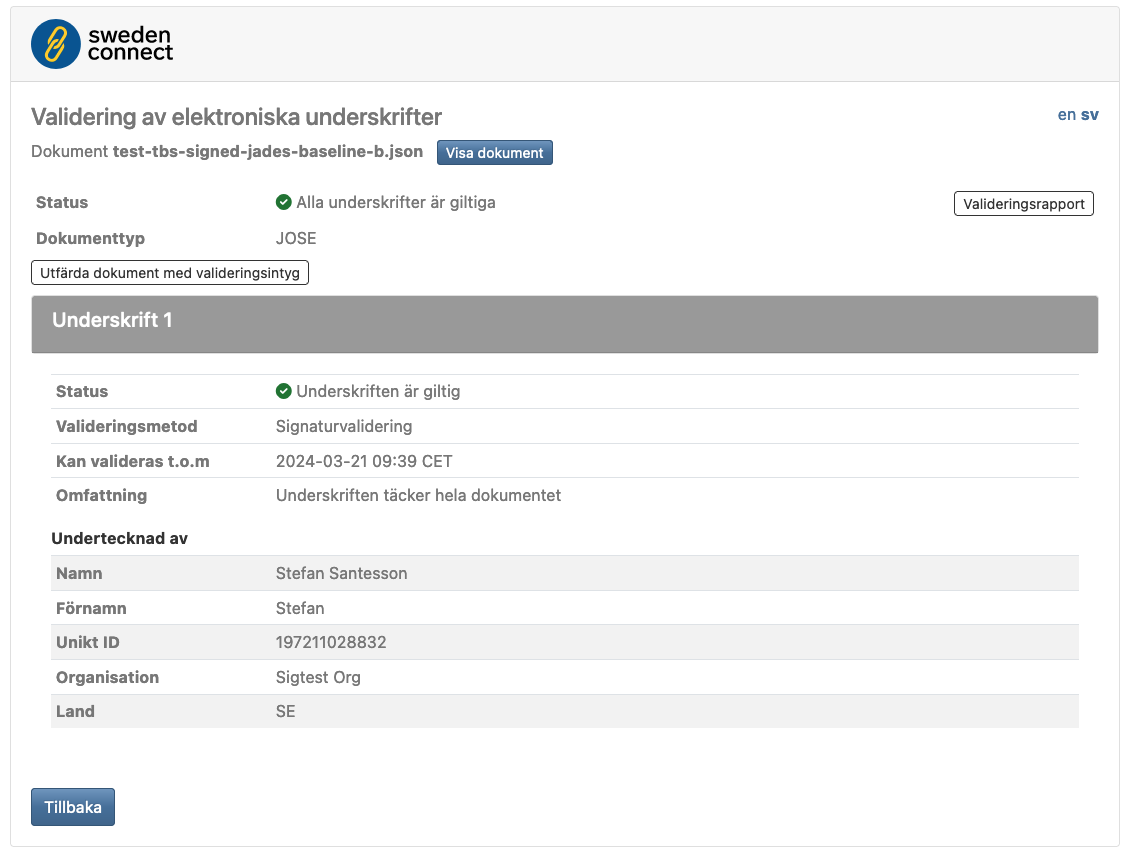 sweden
connect
Validering av elektroniska underskrifter
en sv
Dokument test-tbs-signed-jades-baseline-b.json Visa dokument
Status Alla underskrifter är giltiga Valideringsrapport
Dokumenttyp JOSE
Utfärda dokument med valideringsintyg
Underskrift 1
Status Underskriften är giltig
Valideringsmetod Signaturvalidering
Kan valideras t.o.m 2024-03-21 09:39 CET
Omfattning Underskriften täcker hela dokumentet
Undertecknad av
Namn Stefan Santesson
Förnamn Stefan
Unikt ID 197211028832
Organisation Sigtest Org
Land SE
Tillbaka